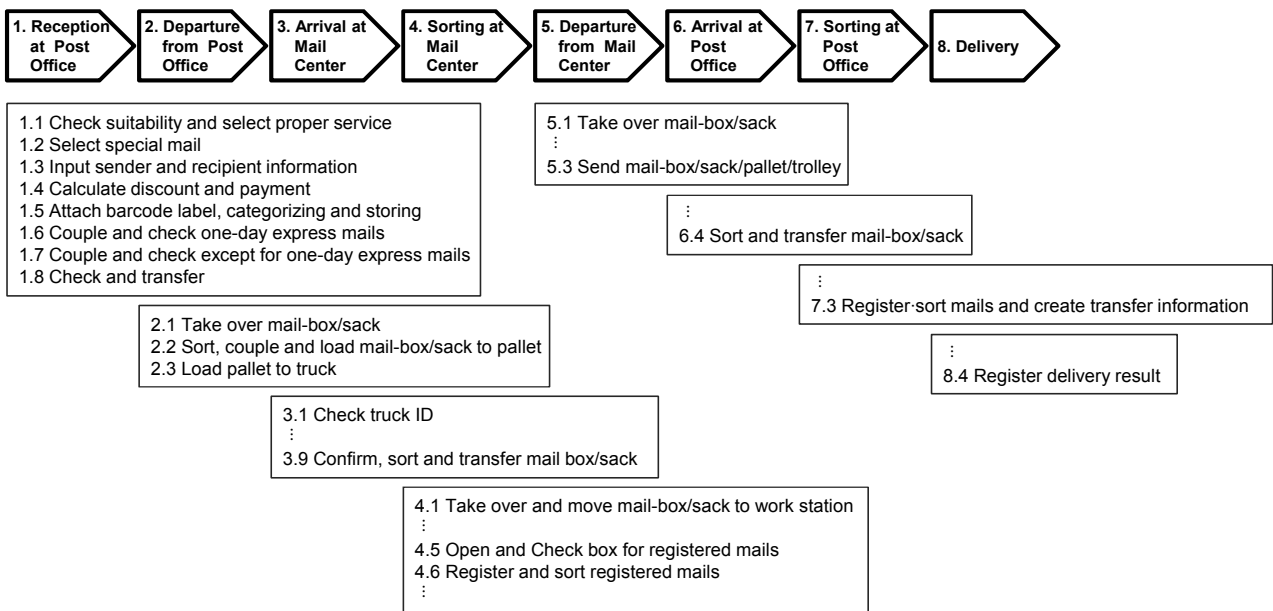 1. Reception
at Post
Office
2. Departure
from Post
Office
3. Arrival at
Mail
Center
4. Sorting at
Mail
Center
5. Departure
from Mail
Center
6. Arrival at
Post
Office
7. Sorting at
Post
Office
8. Delivery
1.1 Check suitability and select proper service
1.2 Select special mail
1.3 Input sender and recipient information
1.4 Calculate discount and payment
1.5 Attach barcode label, categorizing and storing
1.6 Couple and check one-day express mails
1.7 Couple and check except for one-day express mails
1.8 Check and transfer
2.1 Take over mail-box/sack
2.2 Sort, couple and load mail-box/sack to pallet
2.3 Load pallet to truck
3.1 Check truck ID
⋮
3.9 Confirm, sort and transfer mail box/sack
4.1 Take over and move mail-box/sack to work station
⋮
4.5 Open and Check box for registered mails
4.6 Register and sort registered mails
⋮
5.1 Take over mail-box/sack
⋮
5.3 Send mail-box/sack/pallet/trolley
⋮
6.4 Sort and transfer mail-box/sack
⋮
7.3 Register·sort mails and create transfer information
⋮
8.4 Register delivery result